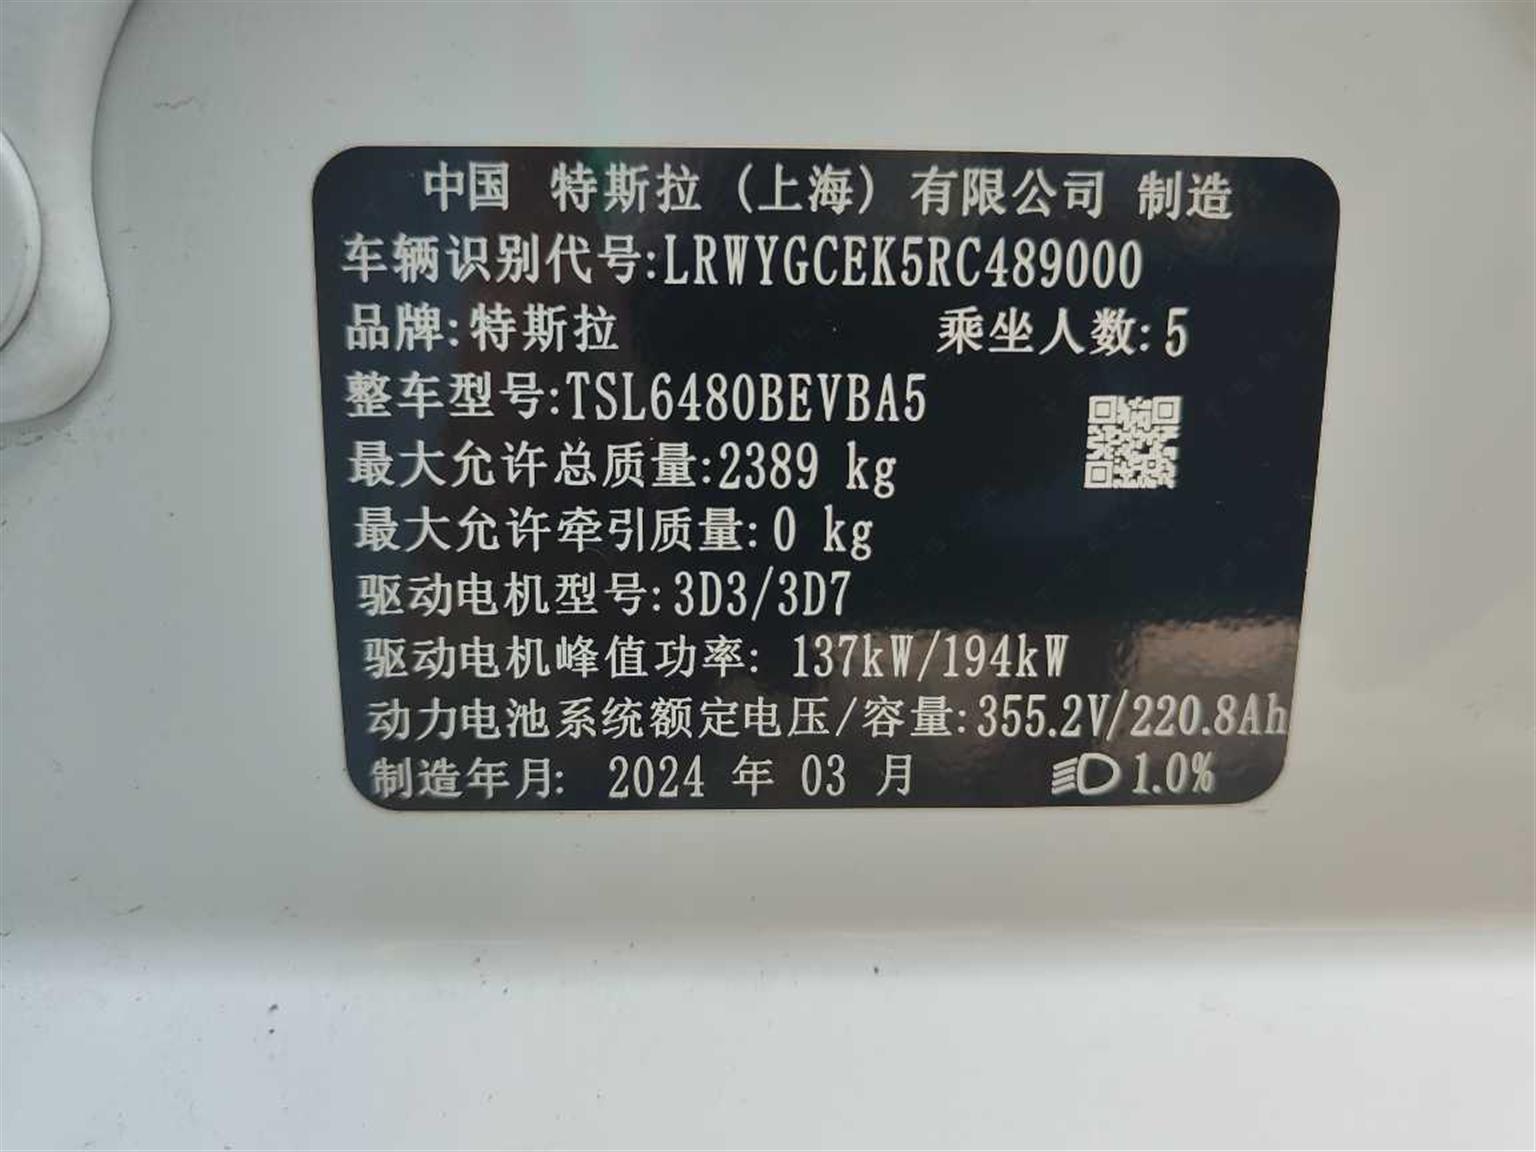 中国 特斯拉（上海）有限公司 制造
车辆识别代号:LRWYGCEK5RC489000
品牌:特斯拉 乘坐人数:5
整车型号:TSL6480BEVBA5
最大允许总质量:2389 kg
最大允许牵引质量:0 kg
驱动电机型号:3D3/3D7
驱动电机峰值功率: 137kW/194kW
动力电池系统额定电压/容量:355.2V/220.8Ah
制造年月: 2024 年 03 月 1.0%